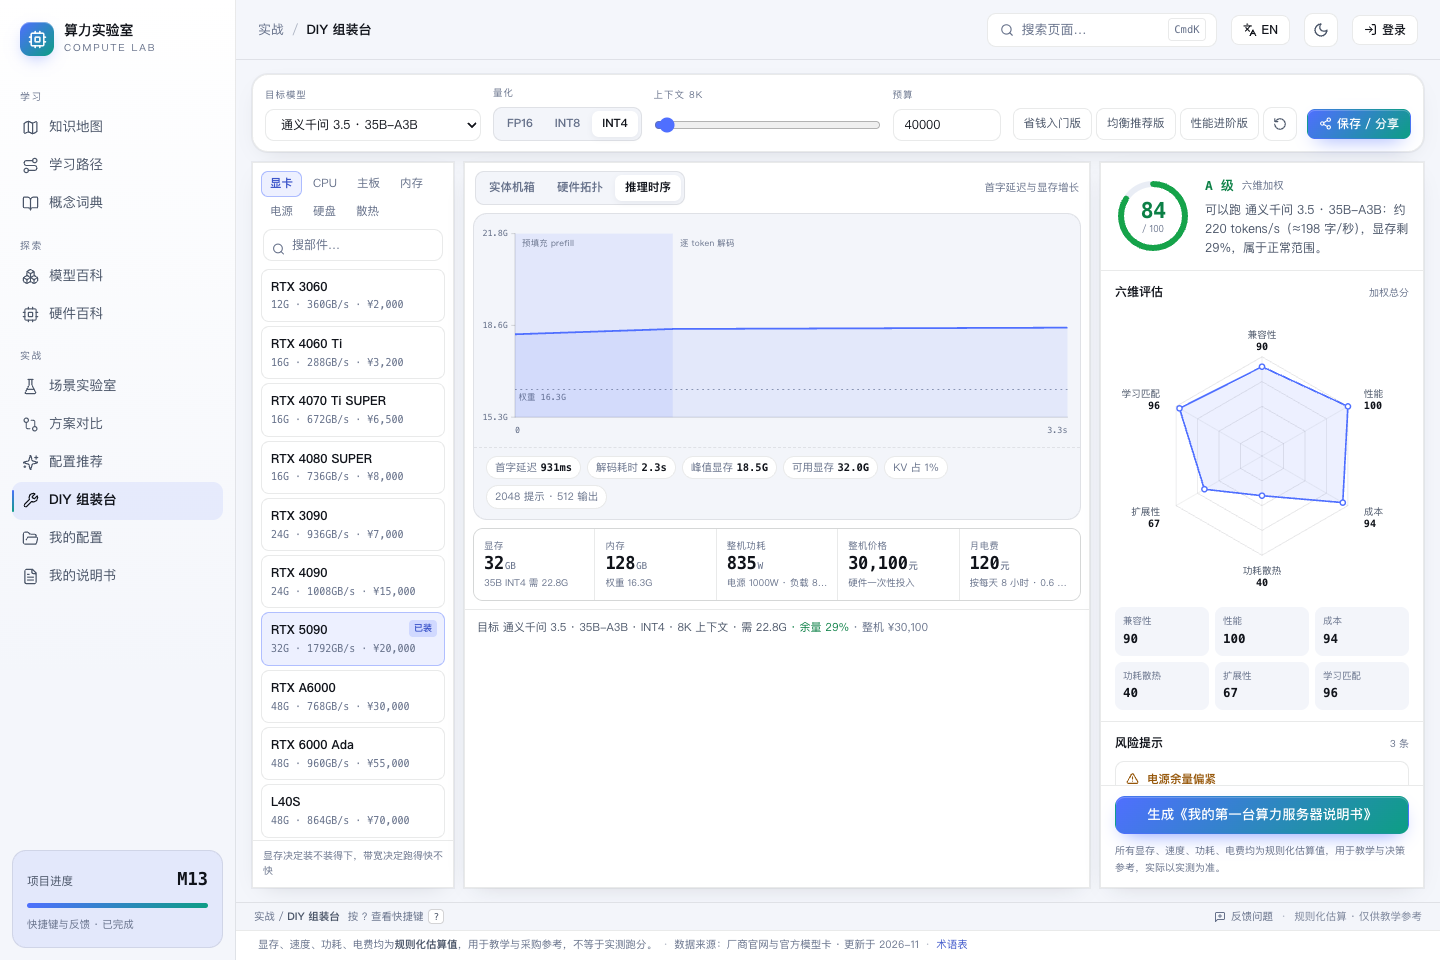 算力实验室
COMPUTE LAB
学习
知识地图
学习路径
概念词典
探索
模型百科
硬件百科
实战
场景实验室
方案对比
配置推荐
DIY 组装台
我的配置
我的说明书
项目进度 M13
快捷键与反馈 · 已完成
实战 / DIY 组装台
搜索页面... CmdK
EN
登录
目标模型
通义千问 3.5 · 35B-A3B
量化
FP16 INT8 INT4
上下文 8K
预算
40000
省钱入门版
均衡推荐版
性能进阶版
保存 / 分享
显卡 CPU 主板 内存
电源 硬盘 散热
搜部件...
RTX 3060
12G · 360GB/s · ¥2,000
RTX 4060 Ti
16G · 288GB/s · ¥3,200
RTX 4070 Ti SUPER
16G · 672GB/s · ¥6,500
RTX 4080 SUPER
16G · 736GB/s · ¥8,000
RTX 3090
24G · 936GB/s · ¥7,000
RTX 4090
24G · 1008GB/s · ¥15,000
RTX 5090 已装
32G · 1792GB/s · ¥20,000
RTX A6000
48G · 768GB/s · ¥30,000
RTX 6000 Ada
48G · 960GB/s · ¥55,000
L40S
48G · 864GB/s · ¥70,000
显存决定装不装得下，带宽决定跑得快不
快
实体机箱 硬件拓扑 推理时序
首字延迟与显存增长
21.8G
预填充 prefill
逐 token 解码
18.6G
权重 16.3G
15.3G
0 3.3s
首字延迟 931ms
解码耗时 2.3s
峰值显存 18.5G
可用显存 32.0G
KV 占 1%
2048 提示 · 512 输出
显存
32GB
35B INT4 需 22.8G
内存
128GB
权重 16.3G
整机功耗
835W
电源 1000W · 负载 8...
整机价格
30,100元
硬件一次性投入
月电费
120元
按每天 8 小时 · 0.6 ...
目标 通义千问 3.5 · 35B-A3B · INT4 · 8K 上下文 · 需 22.8G · 余量 29% · 整机 ¥30,100
84
/ 100
A 级 六维加权
可以跑 通义千问 3.5 · 35B-A3B：约
220 tokens/s（≈198 字/秒），显存剩
29%，属于正常范围。
六维评估 加权总分
兼容性
90
性能
100
成本
94
功耗散热
40
扩展性
67
学习匹配
96
兼容性
90
性能
100
成本
94
功耗散热
40
扩展性
67
学习匹配
96
风险提示 3 条
电源余量偏紧
生成《我的第一台算力服务器说明书》
所有显存、速度、功耗、电费均为规则化估算值，用于教学与决策
参考，实际以实测为准。
实战 / DIY 组装台 按 ? 查看快捷键 ?
反馈问题 · 规则化估算 · 仅供教学参考
显存、速度、功耗、电费均为规则化估算值，用于教学与采购参考，不等于实测跑分。 · 数据来源：厂商官网与官方模型卡 · 更新于 2026-11 · 术语表